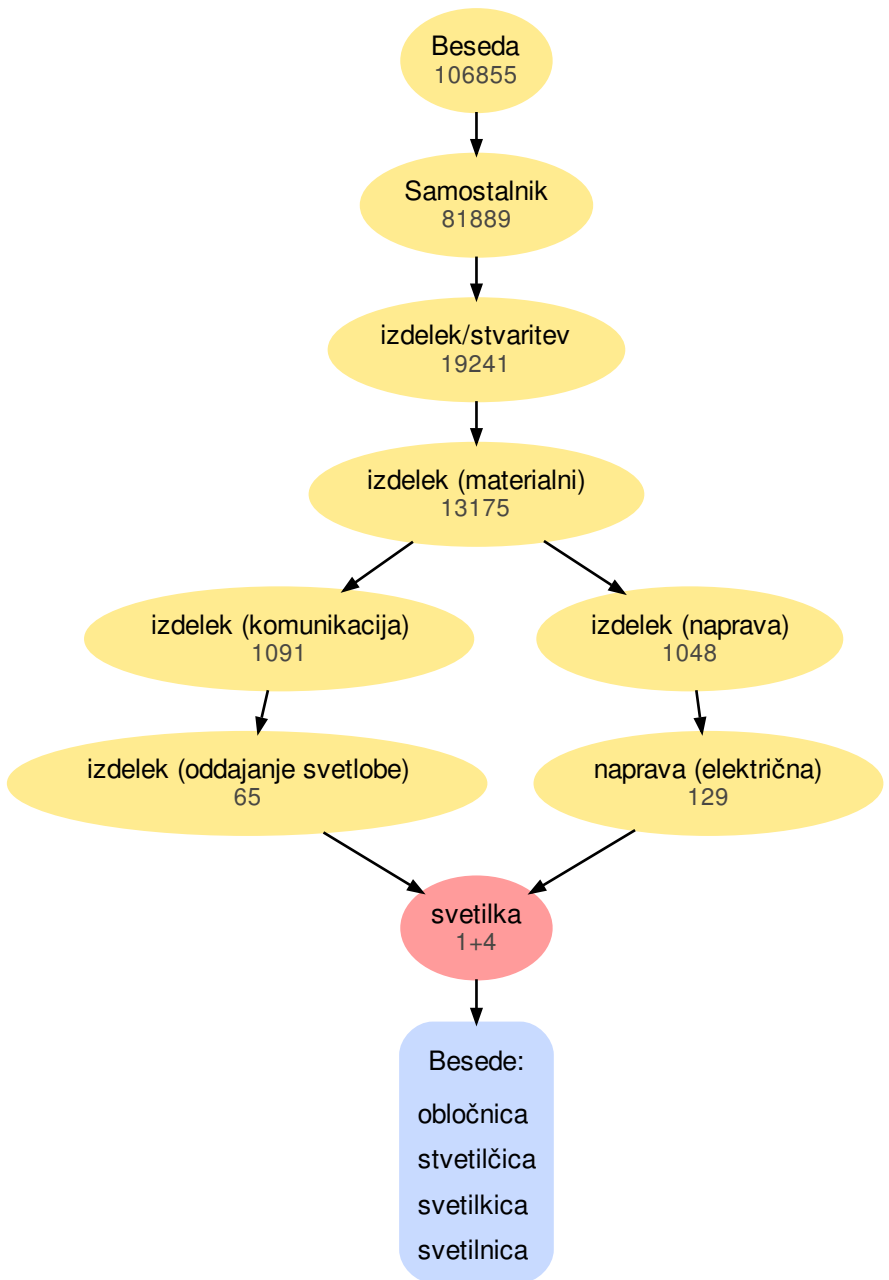 Beseda
106855
Samostalnik
81889
izdelek/stvaritev
19241
izdelek (materialni)
13175
izdelek (komunikacija)
1091
izdelek (naprava)
1048
izdelek (oddajanje svetlobe)
65
naprava (električna)
129
svetilka
1+4
Besede:
obločnica
stvetilčica
svetilkica
svetilnica